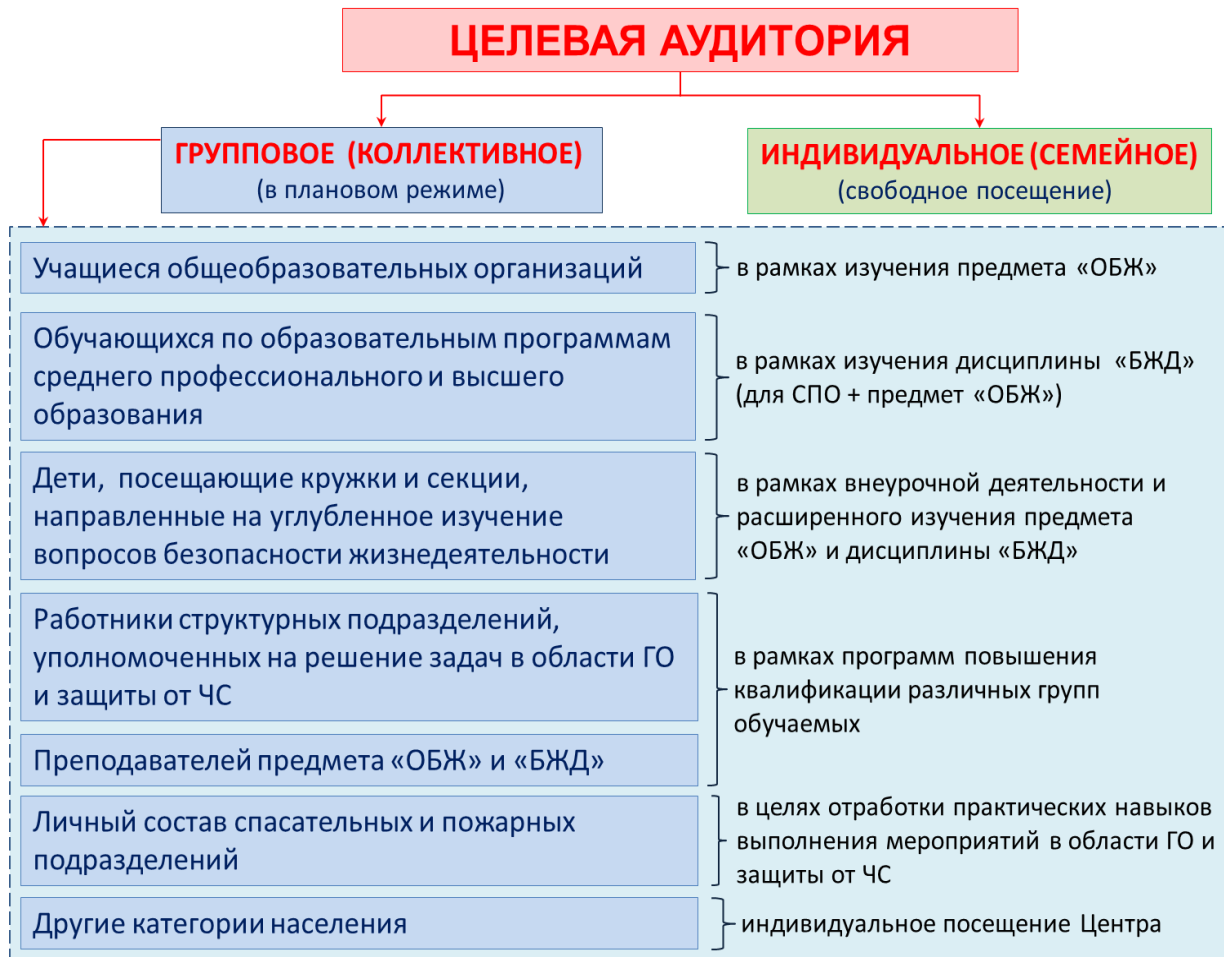 ЦЕЛЕВАЯ АУДИТОРИЯ
ГРУППОВОЕ (КОЛЛЕКТИВНОЕ)
(в плановом режиме)
ИНДИВИДУАЛЬНОЕ (СЕМЕЙНОЕ)
(свободное посещение)
Учащиеся общеобразовательных организаций
в рамках изучения предмета «ОБЖ»
Обучающихся по образовательным программам
среднего профессионального и высшего
образования
в рамках изучения дисциплины «БЖД»
(для СПО + предмет «ОБЖ»)
Дети, посещающие кружки и секции,
направленные на углубленное изучение
вопросов безопасности жизнедеятельности
в рамках внеурочной деятельности и
расширенного изучения предмета
«ОБЖ» и дисциплины «БЖД»
Работники структурных подразделений,
уполномоченных на решение задач в области ГО
и защиты от ЧС
Преподавателей предмета «ОБЖ» и «БЖД»
в рамках программ повышения
квалификации различных групп
обучаемых
Личный состав спасательных и пожарных
подразделений
в целях отработки практических навыков
выполнения мероприятий в области ГО и
защиты от ЧС
Другие категории населения
индивидуальное посещение Центра